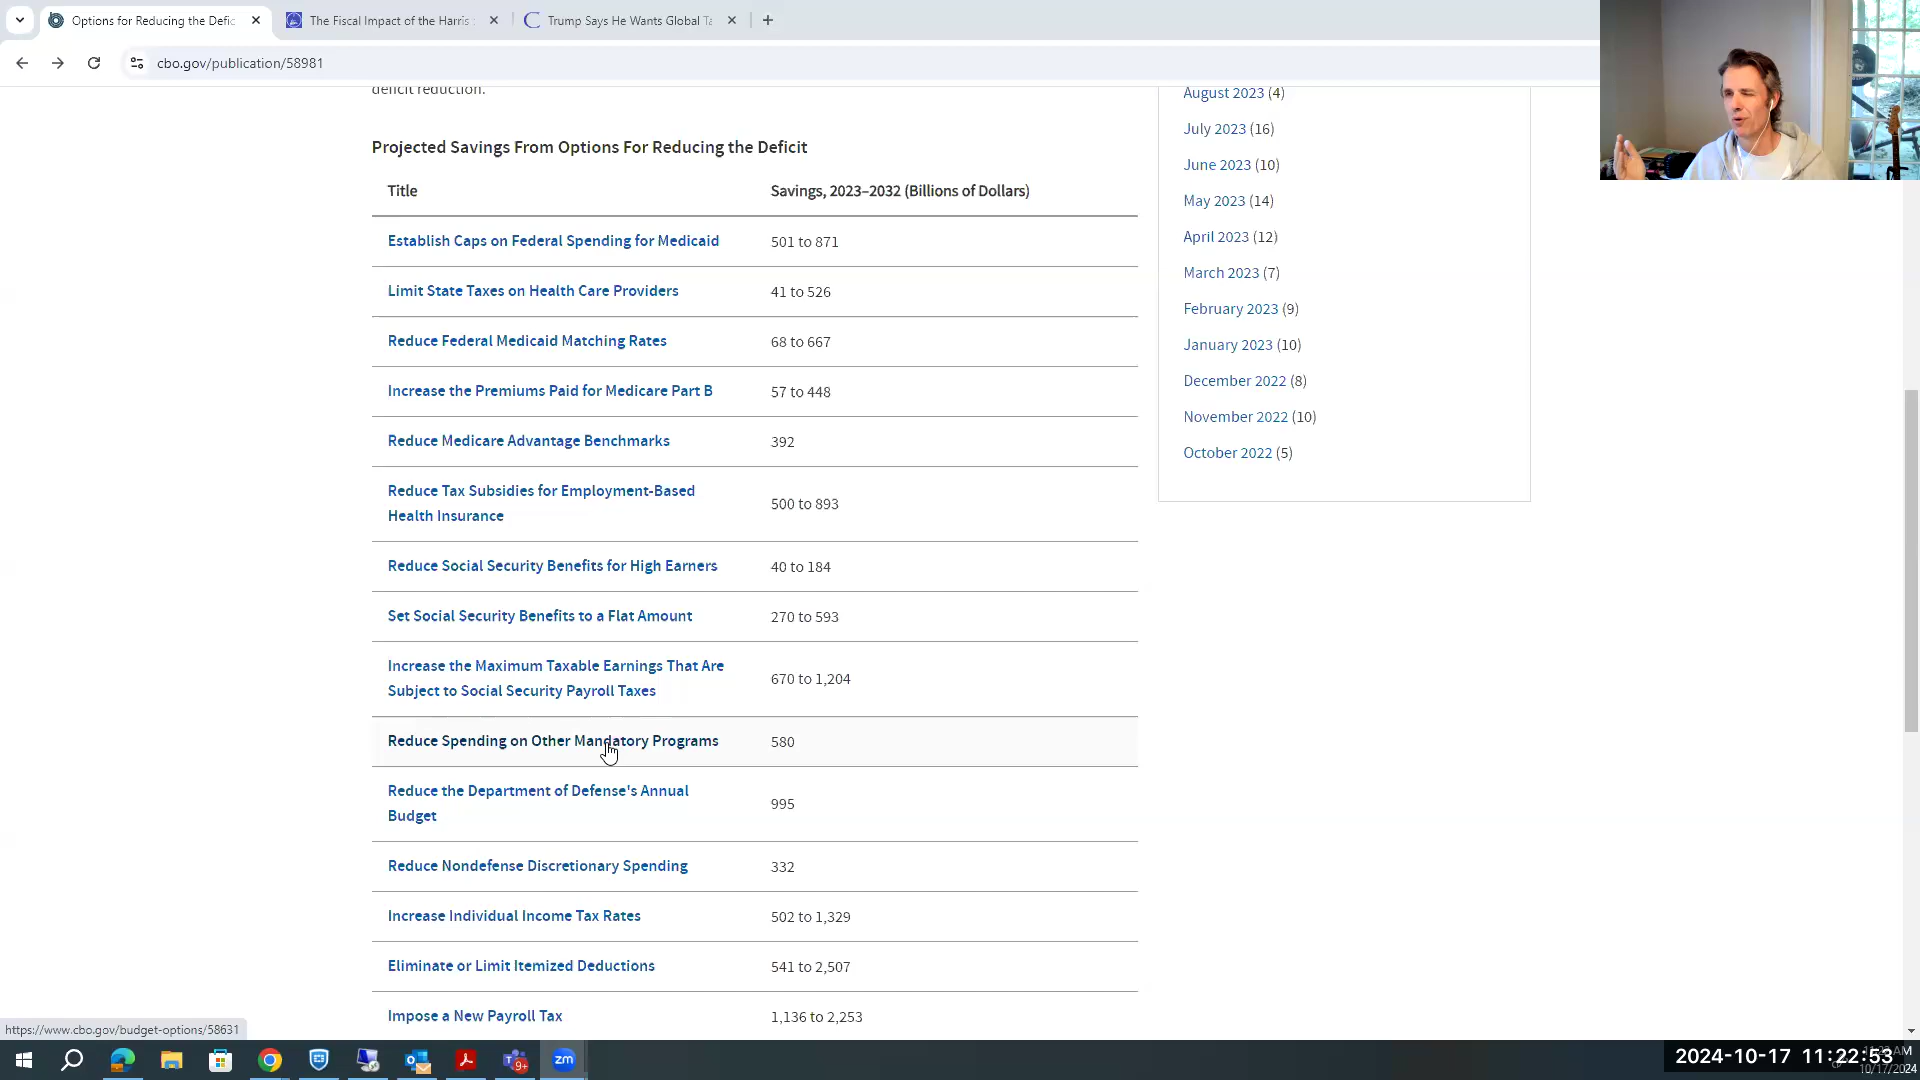 Options for Reducing the Defic
The Fiscal Impact of the Harris
Trump Says He Wants Global Ta
cbo.gov/publication/58981
deficit reduction.
Projected Savings From Options For Reducing the Deficit
Title Savings, 2023–2032 (Billions of Dollars)
Establish Caps on Federal Spending for Medicaid 501 to 871
Limit State Taxes on Health Care Providers 41 to 526
Reduce Federal Medicaid Matching Rates 68 to 667
Increase the Premiums Paid for Medicare Part B 57 to 448
Reduce Medicare Advantage Benchmarks 392
Reduce Tax Subsidies for Employment-Based
Health Insurance 500 to 893
Reduce Social Security Benefits for High Earners 40 to 184
Set Social Security Benefits to a Flat Amount 270 to 593
Increase the Maximum Taxable Earnings That Are
Subject to Social Security Payroll Taxes 670 to 1,204
Reduce Spending on Other Mandatory Programs 580
Reduce the Department of Defense's Annual
Budget 995
Reduce Nondefense Discretionary Spending 332
Increase Individual Income Tax Rates 502 to 1,329
Eliminate or Limit Itemized Deductions 541 to 2,507
Impose a New Payroll Tax 1,136 to 2,253
August 2023 (4)
July 2023 (16)
June 2023 (10)
May 2023 (14)
April 2023 (12)
March 2023 (7)
February 2023 (9)
January 2023 (10)
December 2022 (8)
November 2022 (10)
October 2022 (5)
https://www.cbo.gov/budget-options/58631
9+
zm
2024-10-17 11:22:53
10/17/2024